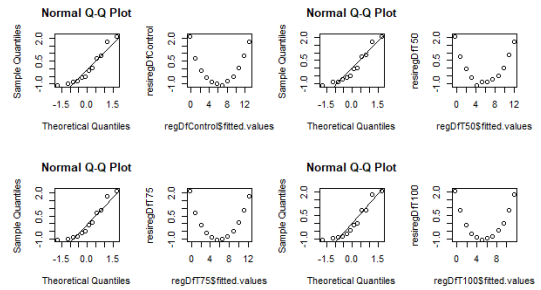 Normal Q-Q Plot
Sample Quantiles
-1.0 0.5 2.0
-1.5 0.0 1.5
Theoretical Quantiles
resiregDfControl
-1.0 0.5 2.0
0 4 8 12
regDfControl$fitted.values
Normal Q-Q Plot
Sample Quantiles
-1.0 0.5 2.0
-1.5 0.0 1.5
Theoretical Quantiles
resiregDfT50
-1.0 0.5 2.0
0 2 4 6 8 12
regDfT50$fitted.values
Normal Q-Q Plot
Sample Quantiles
-1.0 0.5 2.0
-1.5 0.0 1.5
Theoretical Quantiles
resiregDfT75
-1.0 0.5 2.0
0 4 8 12
regDfT75$fitted.values
Normal Q-Q Plot
Sample Quantiles
-1.0 0.5 2.0
-1.5 0.0 1.5
Theoretical Quantiles
resiregDfT100
-1.0 0.5 2.0
0 4 8
regDfT100$fitted.values